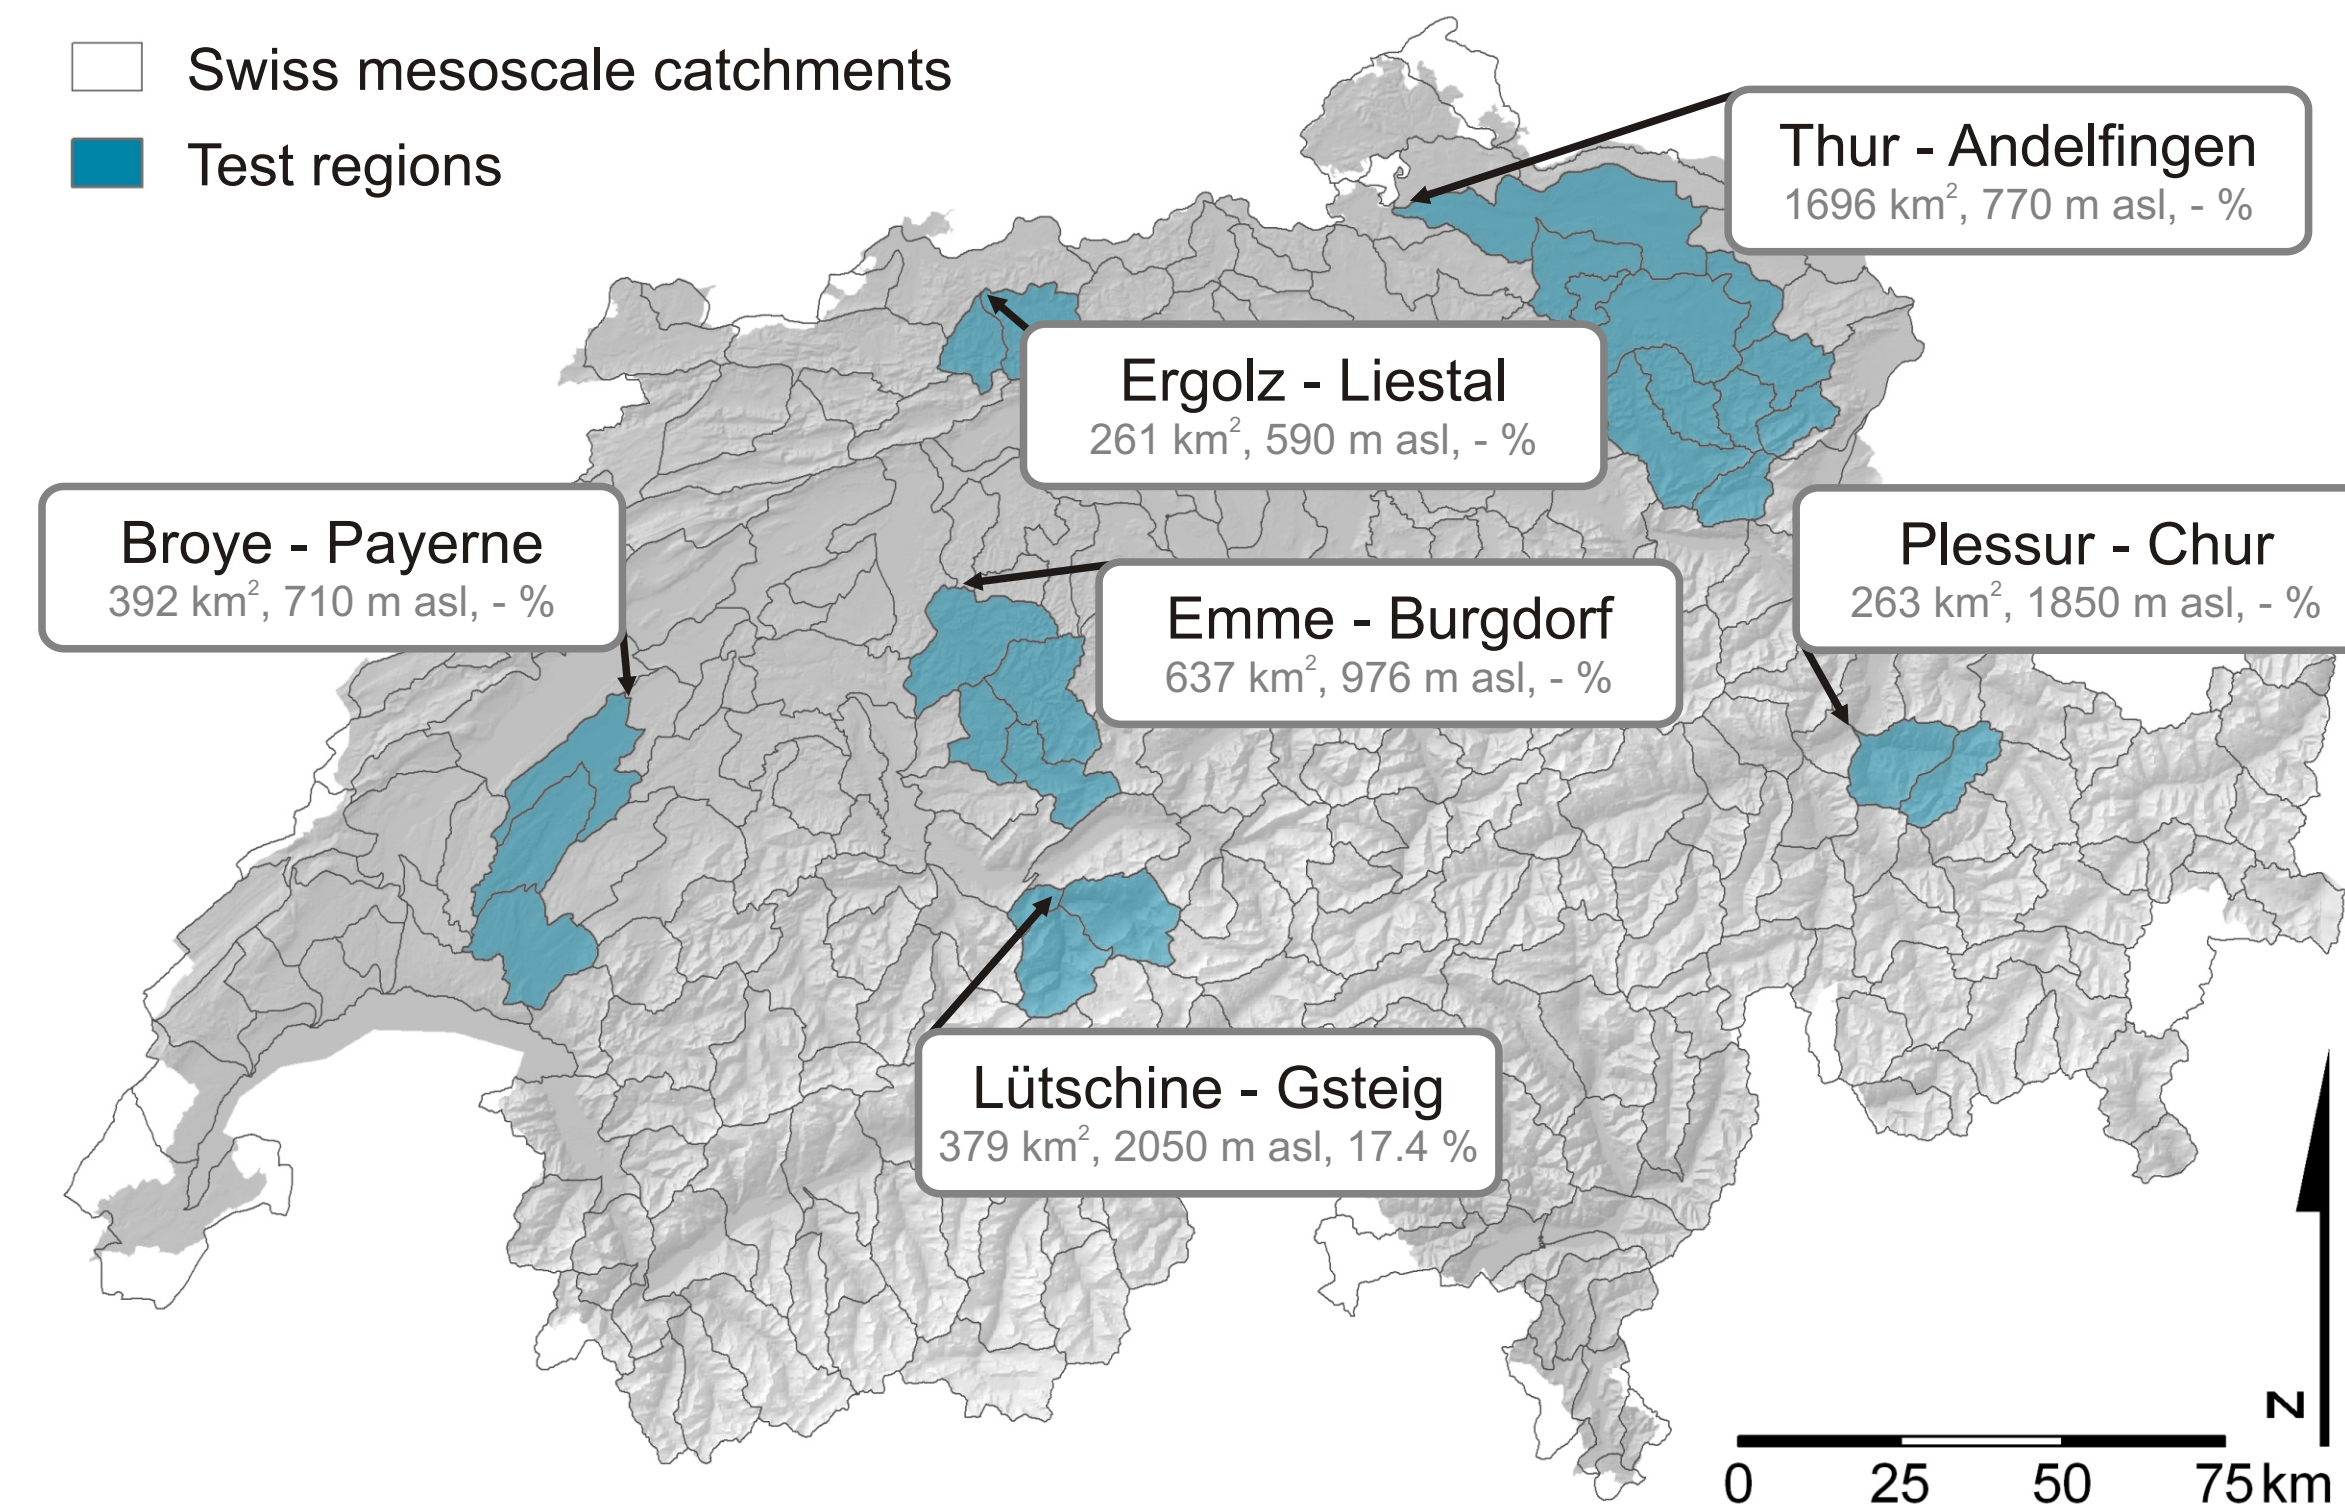 Swiss mesoscale catchments
Test regions
Thur - Andelfingen
1696 km², 770 m asl, - %
Ergolz - Liestal
261 km², 590 m asl, - %
Broye - Payerne
392 km², 710 m asl, - %
Plessur - Chur
263 km², 1850 m asl, - %
Emme - Burgdorf
637 km², 976 m asl, - %
Lütschine - Gsteig
379 km², 2050 m asl, 17.4 %
N
0 25 50 75 km